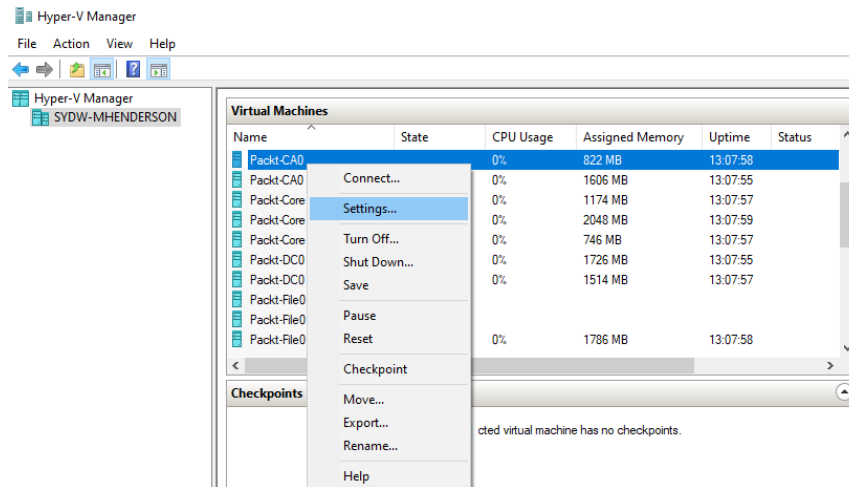 Hyper-V Manager
File Action View Help
Hyper-V Manager
SYDW-MHENDERSON
Virtual Machines
Name State CPU Usage Assigned Memory Uptime Status
Packt-CA0 0% 822 MB 13:07:58
Packt-CA0 1606 MB 13:07:55
Packt-Core 0% 1174 MB 13:07:57
Packt-Core 0% 2048 MB 13:07:59
Packt-Core 0% 746 MB 13:07:57
Packt-DC0 0% 1726 MB 13:07:55
Packt-DC0 0% 1514 MB 13:07:57
Packt-File0
Packt-File0
Packt-File0 0% 1786 MB 13:07:58
Connect...
Settings...
Turn Off...
Shut Down...
Save
Pause
Reset
Checkpoint
Move...
Export...
Rename...
Help
Checkpoints
cted virtual machine has no checkpoints.